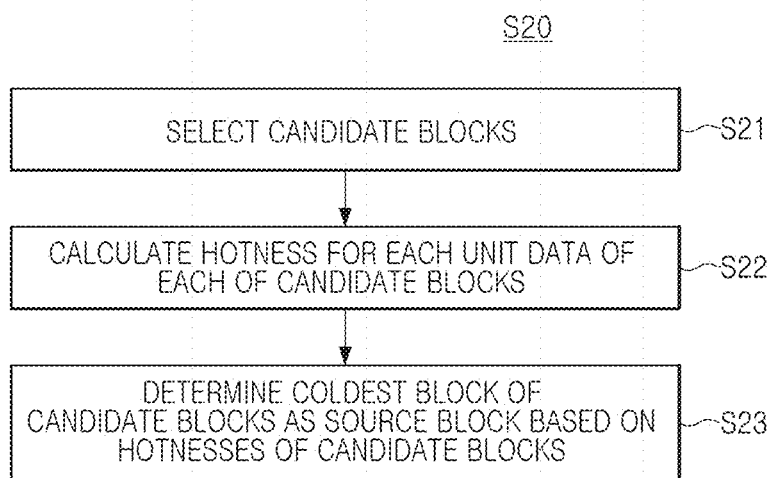 S20
SELECT CANDIDATE BLOCKS
S21
CALCULATE HOTNESS FOR EACH UNIT DATA OF
EACH OF CANDIDATE BLOCKS
S22
DETERMINE COLDEST BLOCK OF
CANDIDATE BLOCKS AS SOURCE BLOCK BASED ON
HOTNESSES OF CANDIDATE BLOCKS
S23